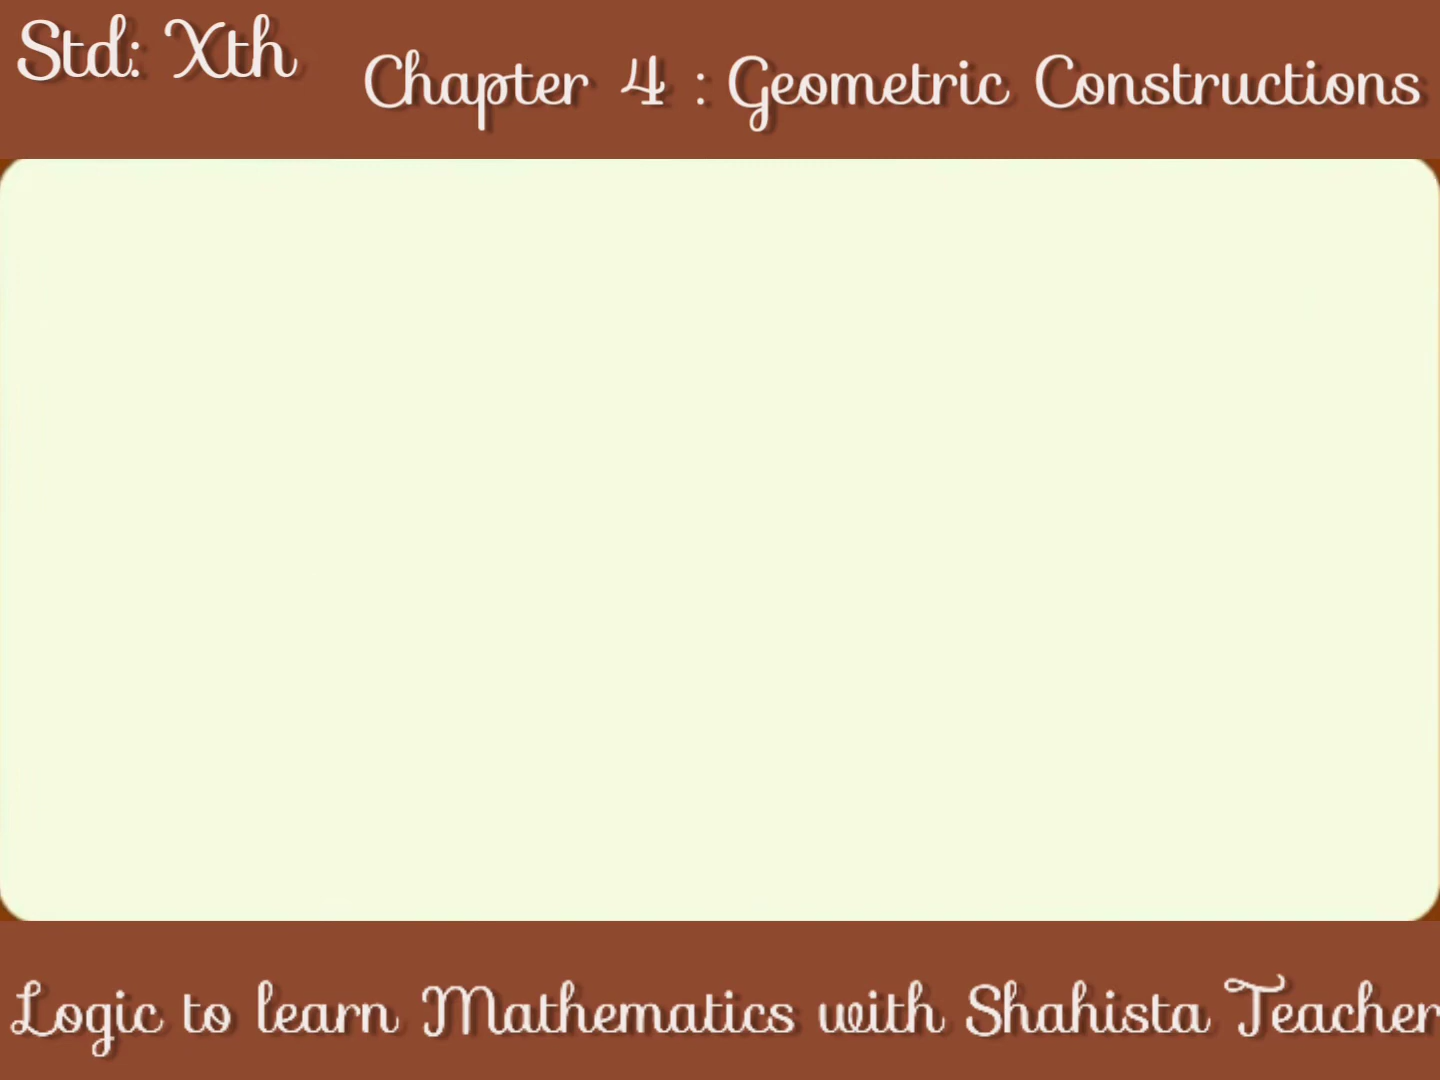 Std: Xth
Chapter 4 : Geometric Constructions
Logic to learn Mathematics with Shahista Teacher